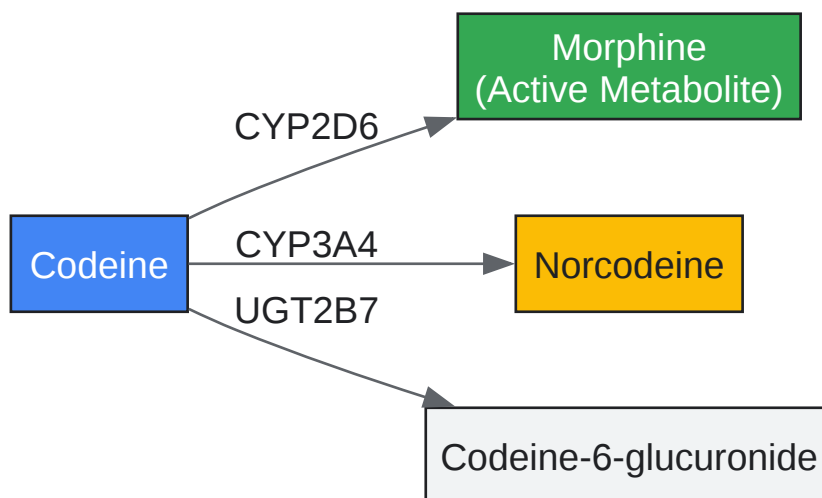 Morphine
(Active Metabolite)
CYP2D6
Codeine
CYP3A4
Norcodeine
UGT2B7
Codeine-6-glucuronide